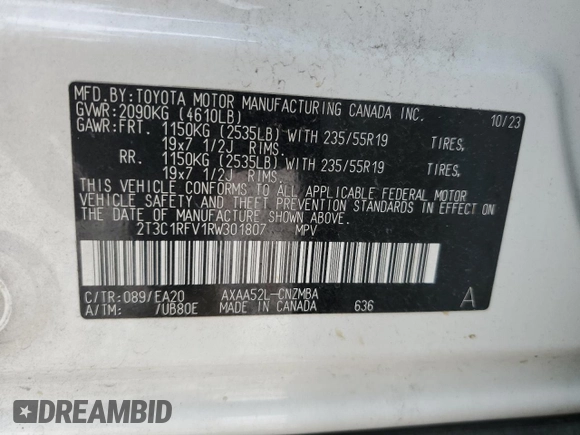 MFD.BY:TOYOTA MOTOR MANUFACTURING CANADA INC. 10/23
GVWR:2090KG (4610LB)
GAWR:FRT. 1150KG (2535LB) WITH 235/55R19 TIRES,
19x7 1/2J RIMS
RR. 1150KG (2535LB) WITH 235/55R19 TIRES,
19x7 1/2J RIMS
THIS VEHICLE CONFORMS TO ALL APPLICABLE FEDERAL MOTOR
VEHICLE SAFETY AND THEFT PREVENTION STANDARDS IN EFFECT ON
THE DATE OF MANUFACTURE SHOWN ABOVE.
2T3C1RFV1RW301807 MPV
C/TR:089/EA20 AXAA52L-CNZMBA A
A/TM: /UB80E MADE IN CANADA 636
DREAMBID